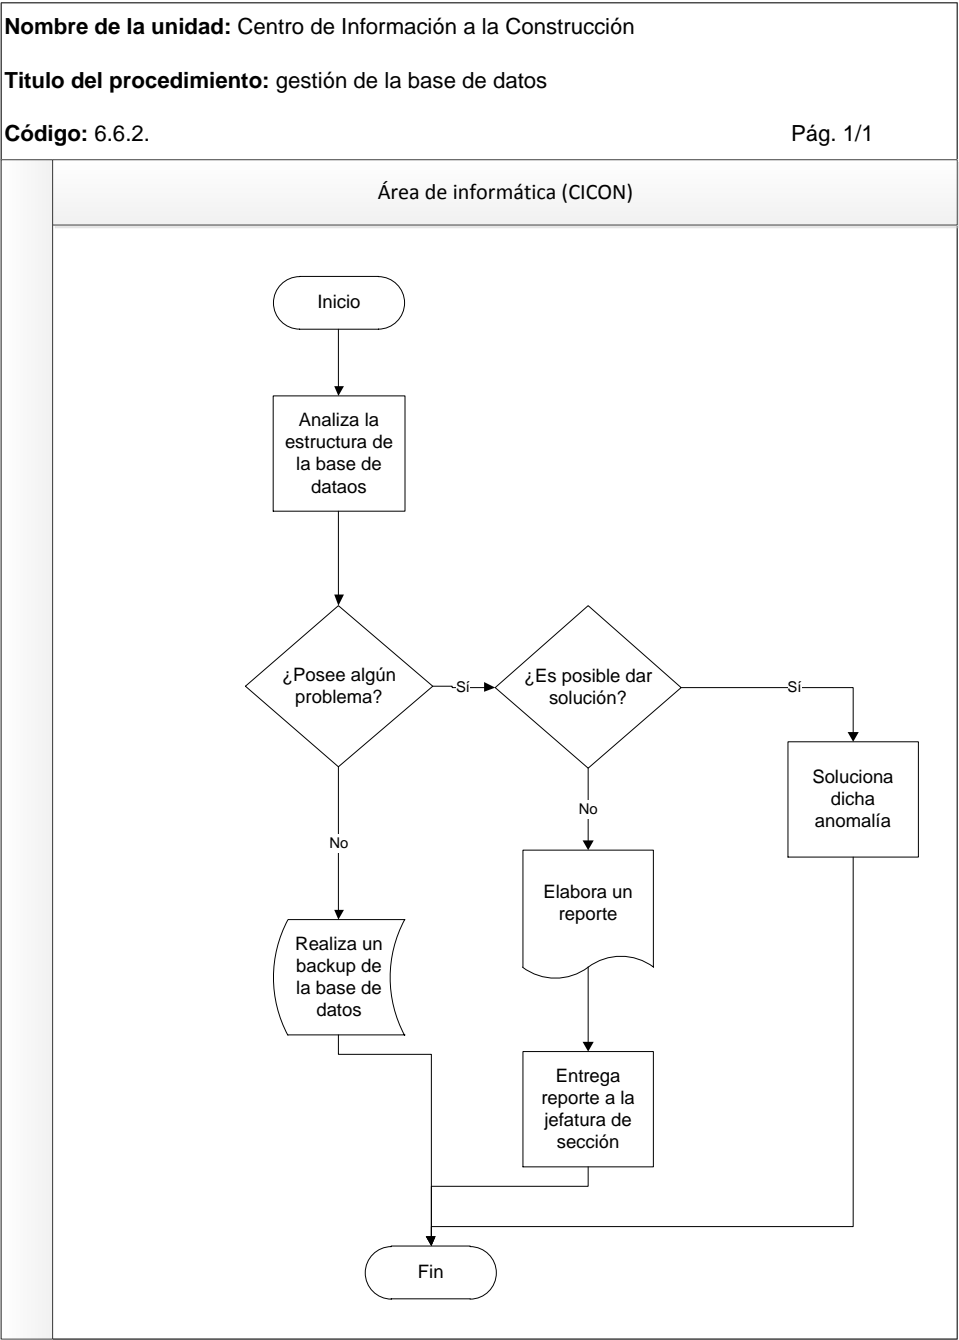 Nombre de la unidad: Centro de Información a la Construcción
Titulo del procedimiento: gestión de la base de datos
Código: 6.6.2. Pág. 1/1
Área de informática (CICON)
Inicio
Analiza la
estructura de
la base de
dataos
¿Posee algún
problema?
Sí
¿Es posible dar
solución?
Sí
Soluciona
dicha
anomalía
No
No
Elabora un
reporte
Realiza un
backup de
la base de
datos
Entrega
reporte a la
jefatura de
sección
Fin